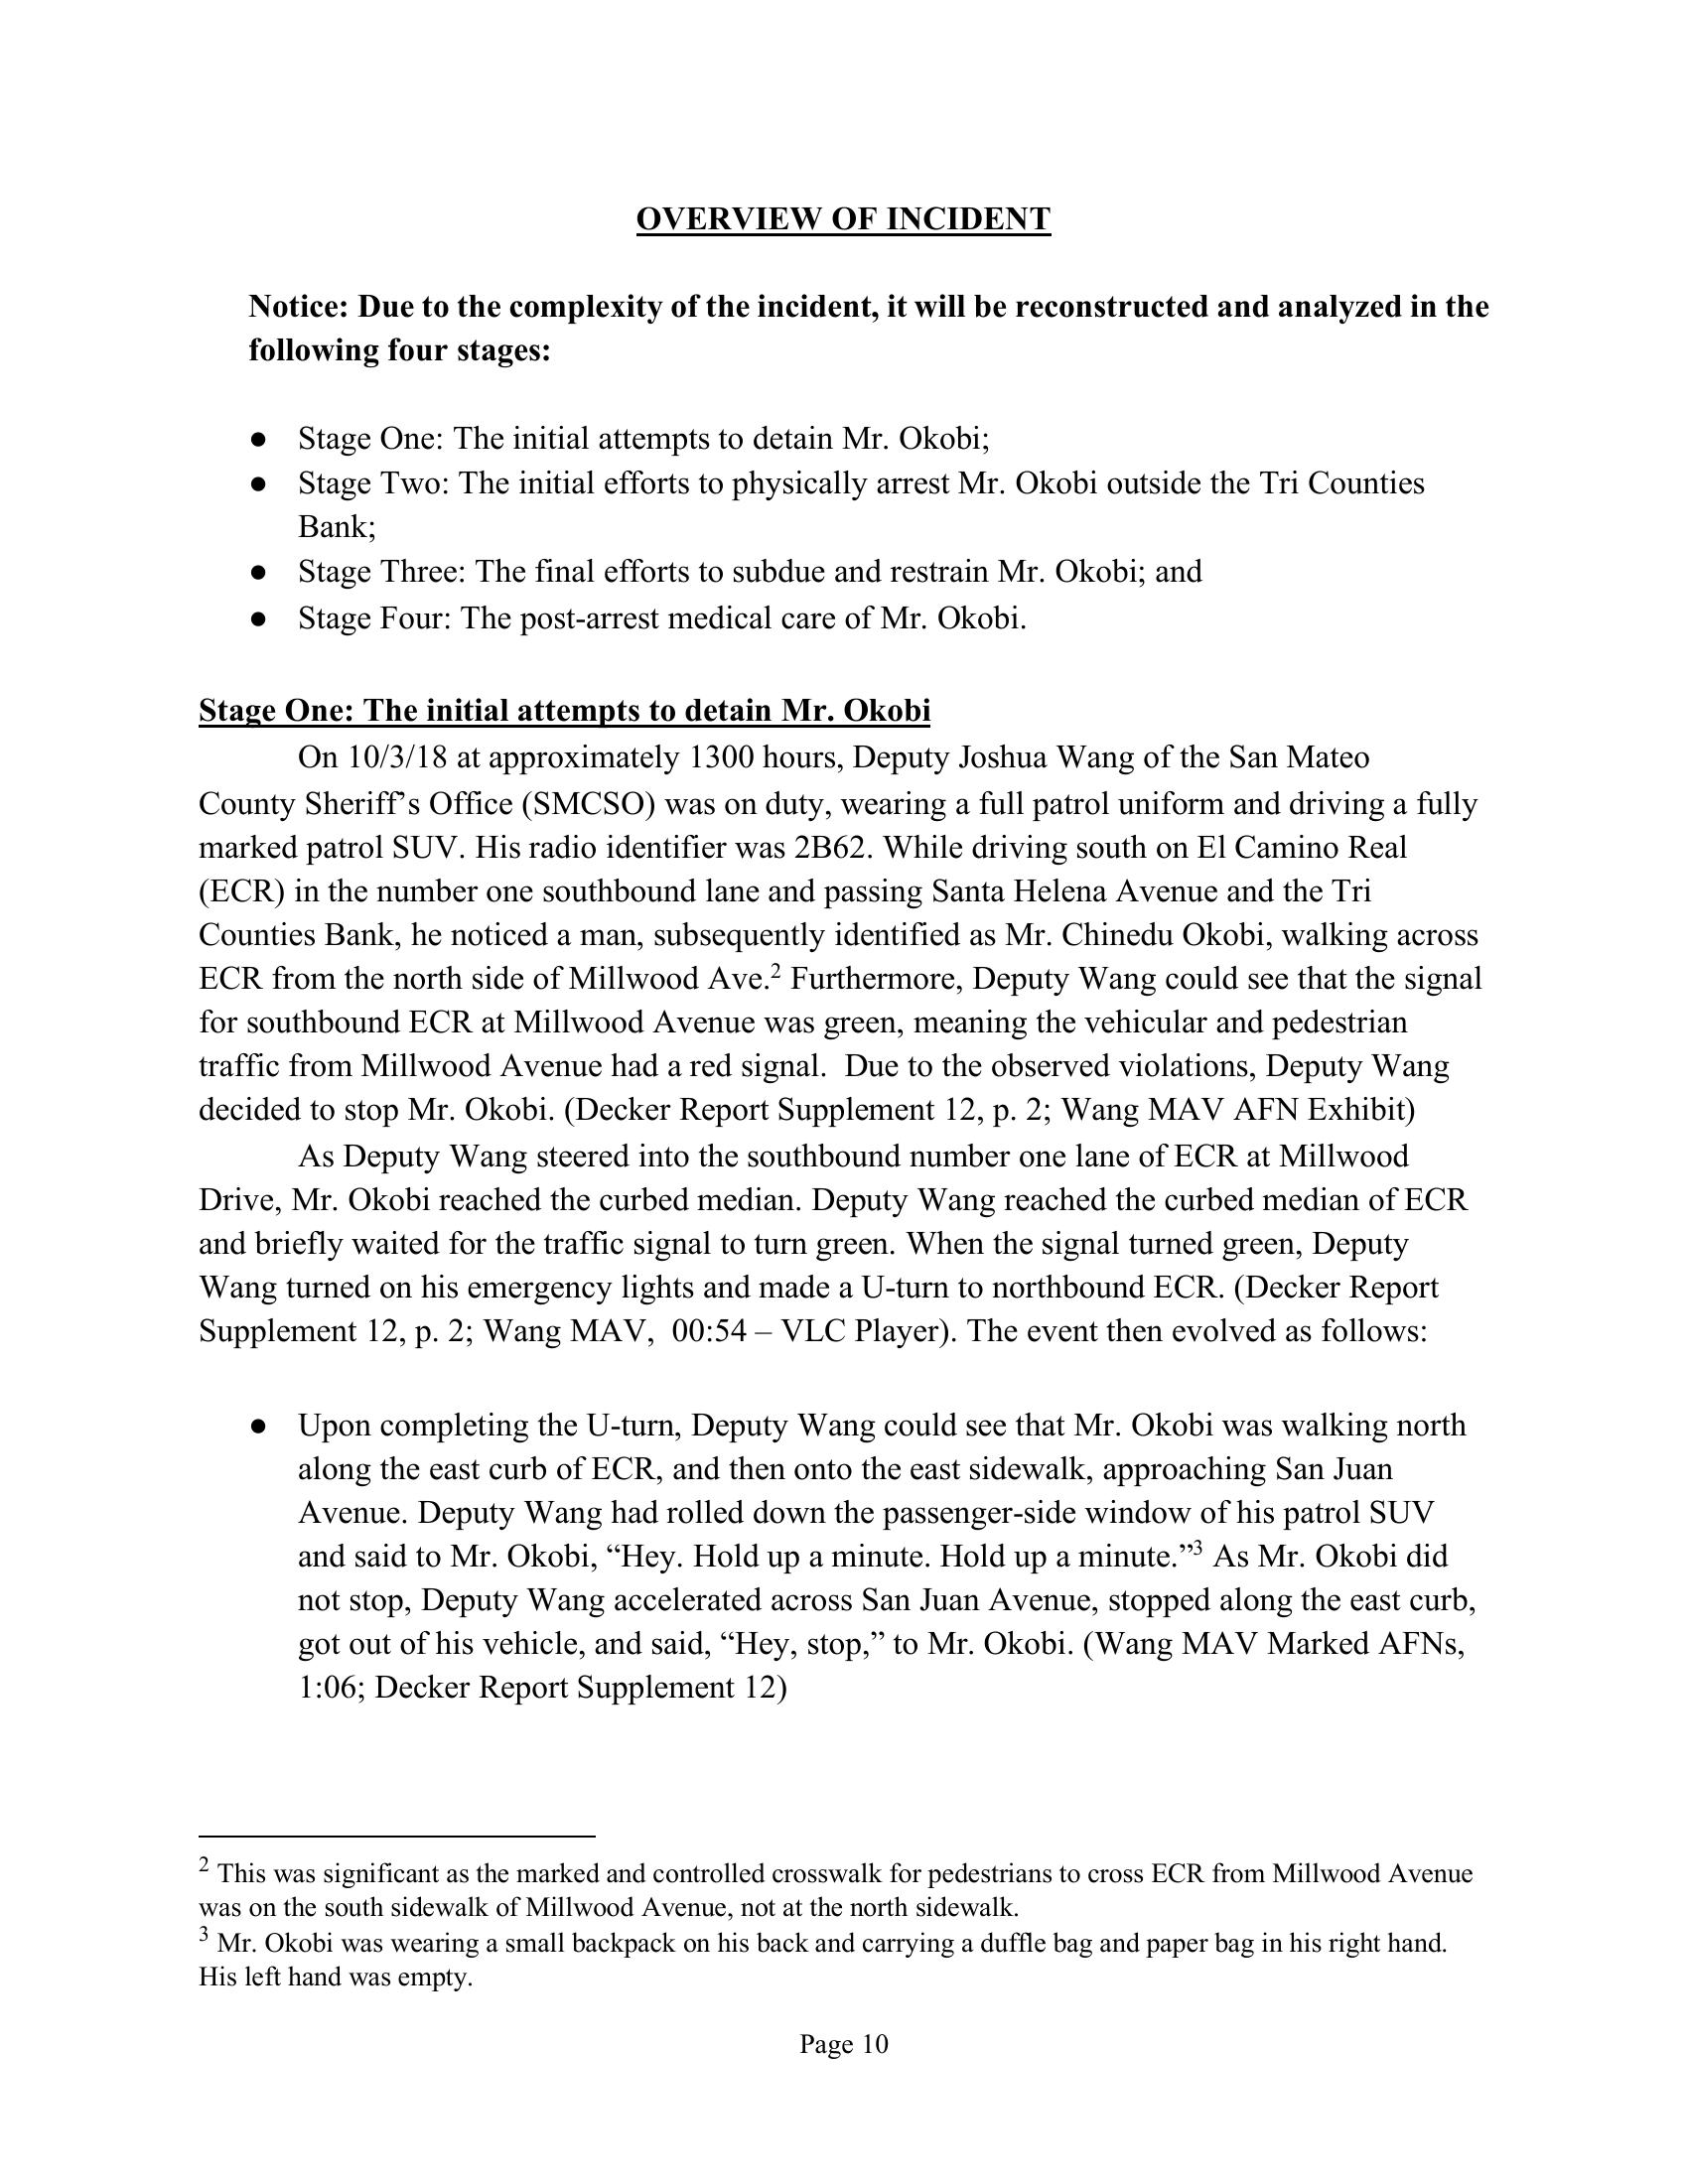 OVERVIEW OF INCIDENT
Notice: Due to the complexity of the incident, it will be reconstructed and analyzed in the
following four stages:
● Stage One: The initial attempts to detain Mr. Okobi;
● Stage Two: The initial efforts to physically arrest Mr. Okobi outside the Tri Counties
Bank;
● Stage Three: The final efforts to subdue and restrain Mr. Okobi; and
● Stage Four: The post-arrest medical care of Mr. Okobi.
Stage One: The initial attempts to detain Mr. Okobi
On 10/3/18 at approximately 1300 hours, Deputy Joshua Wang of the San Mateo
County Sheriff’s Office (SMCSO) was on duty, wearing a full patrol uniform and driving a fully
marked patrol SUV. His radio identifier was 2B62. While driving south on El Camino Real
(ECR) in the number one southbound lane and passing Santa Helena Avenue and the Tri
Counties Bank, he noticed a man, subsequently identified as Mr. Chinedu Okobi, walking across
ECR from the north side of Millwood Ave.2 Furthermore, Deputy Wang could see that the signal
for southbound ECR at Millwood Avenue was green, meaning the vehicular and pedestrian
traffic from Millwood Avenue had a red signal.  Due to the observed violations, Deputy Wang
decided to stop Mr. Okobi. (Decker Report Supplement 12, p. 2; Wang MAV AFN Exhibit)
As Deputy Wang steered into the southbound number one lane of ECR at Millwood
Drive, Mr. Okobi reached the curbed median. Deputy Wang reached the curbed median of ECR
and briefly waited for the traffic signal to turn green. When the signal turned green, Deputy
Wang turned on his emergency lights and made a U-turn to northbound ECR. (Decker Report
Supplement 12, p. 2; Wang MAV,  00:54 – VLC Player). The event then evolved as follows:
● Upon completing the U-turn, Deputy Wang could see that Mr. Okobi was walking north
along the east curb of ECR, and then onto the east sidewalk, approaching San Juan
Avenue. Deputy Wang had rolled down the passenger-side window of his patrol SUV
and said to Mr. Okobi, “Hey. Hold up a minute. Hold up a minute.”3 As Mr. Okobi did
not stop, Deputy Wang accelerated across San Juan Avenue, stopped along the east curb,
got out of his vehicle, and said, “Hey, stop,” to Mr. Okobi. (Wang MAV Marked AFNs,
1:06; Decker Report Supplement 12)
2 This was significant as the marked and controlled crosswalk for pedestrians to cross ECR from Millwood Avenue
was on the south sidewalk of Millwood Avenue, not at the north sidewalk.
3 Mr. Okobi was wearing a small backpack on his back and carrying a duffle bag and paper bag in his right hand.
His left hand was empty.
Page 10